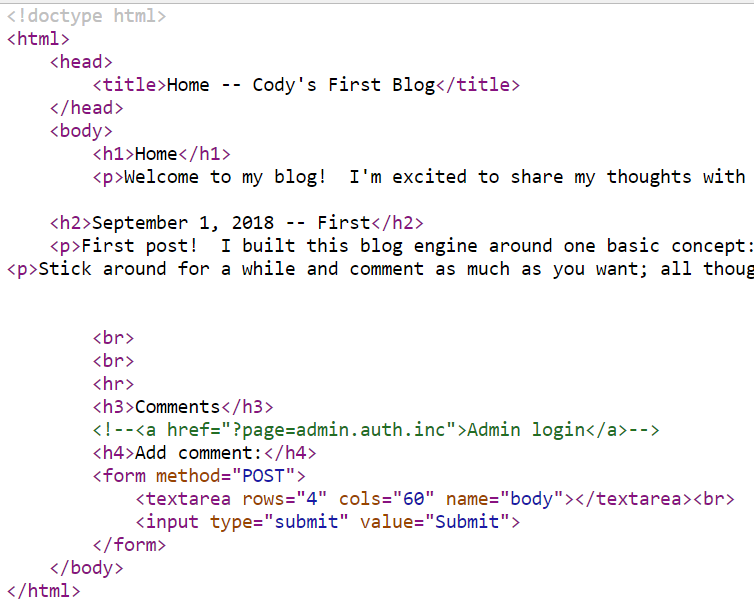 <!doctype html>
<html>
<head>
<title>Home -- Cody's First Blog</title>
</head>
<body>
<h1>Home</h1>
<p>Welcome to my blog!  I'm excited to share my thoughts with
<h2>September 1, 2018 -- First</h2>
<p>First post!  I built this blog engine around one basic concept:
<p>Stick around for a while and comment as much as you want; all thoug
<br>
<br>
<hr>
<h3>Comments</h3>
<!--<a href="?page=admin.auth.inc">Admin login</a>-->
<h4>Add comment:</h4>
<form method="POST">
<textarea rows="4" cols="60" name="body"></textarea><br>
<input type="submit" value="Submit">
</form>
</body>
</html>